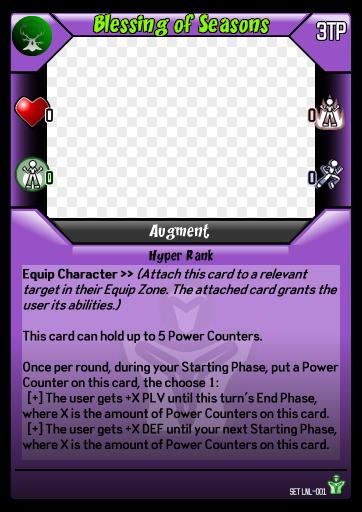 Blessing of Seasons
3TP
0
0
0
0
Augment
Hyper Rank
Equip Character >> (Attach this card to a relevant
target in their Equip Zone. The attached card grants the
user its abilities.)
This card can hold up to 5 Power Counters.
Once per round, during your Starting Phase, put a Power
Counter on this card, the choose 1:
[+] The user gets +X PLV until this turn's End Phase,
where X is the amount of Power Counters on this card.
[+] The user gets +X DEF until your next Starting Phase,
where X is the amount of Power Counters on this card.
SET LNL-001